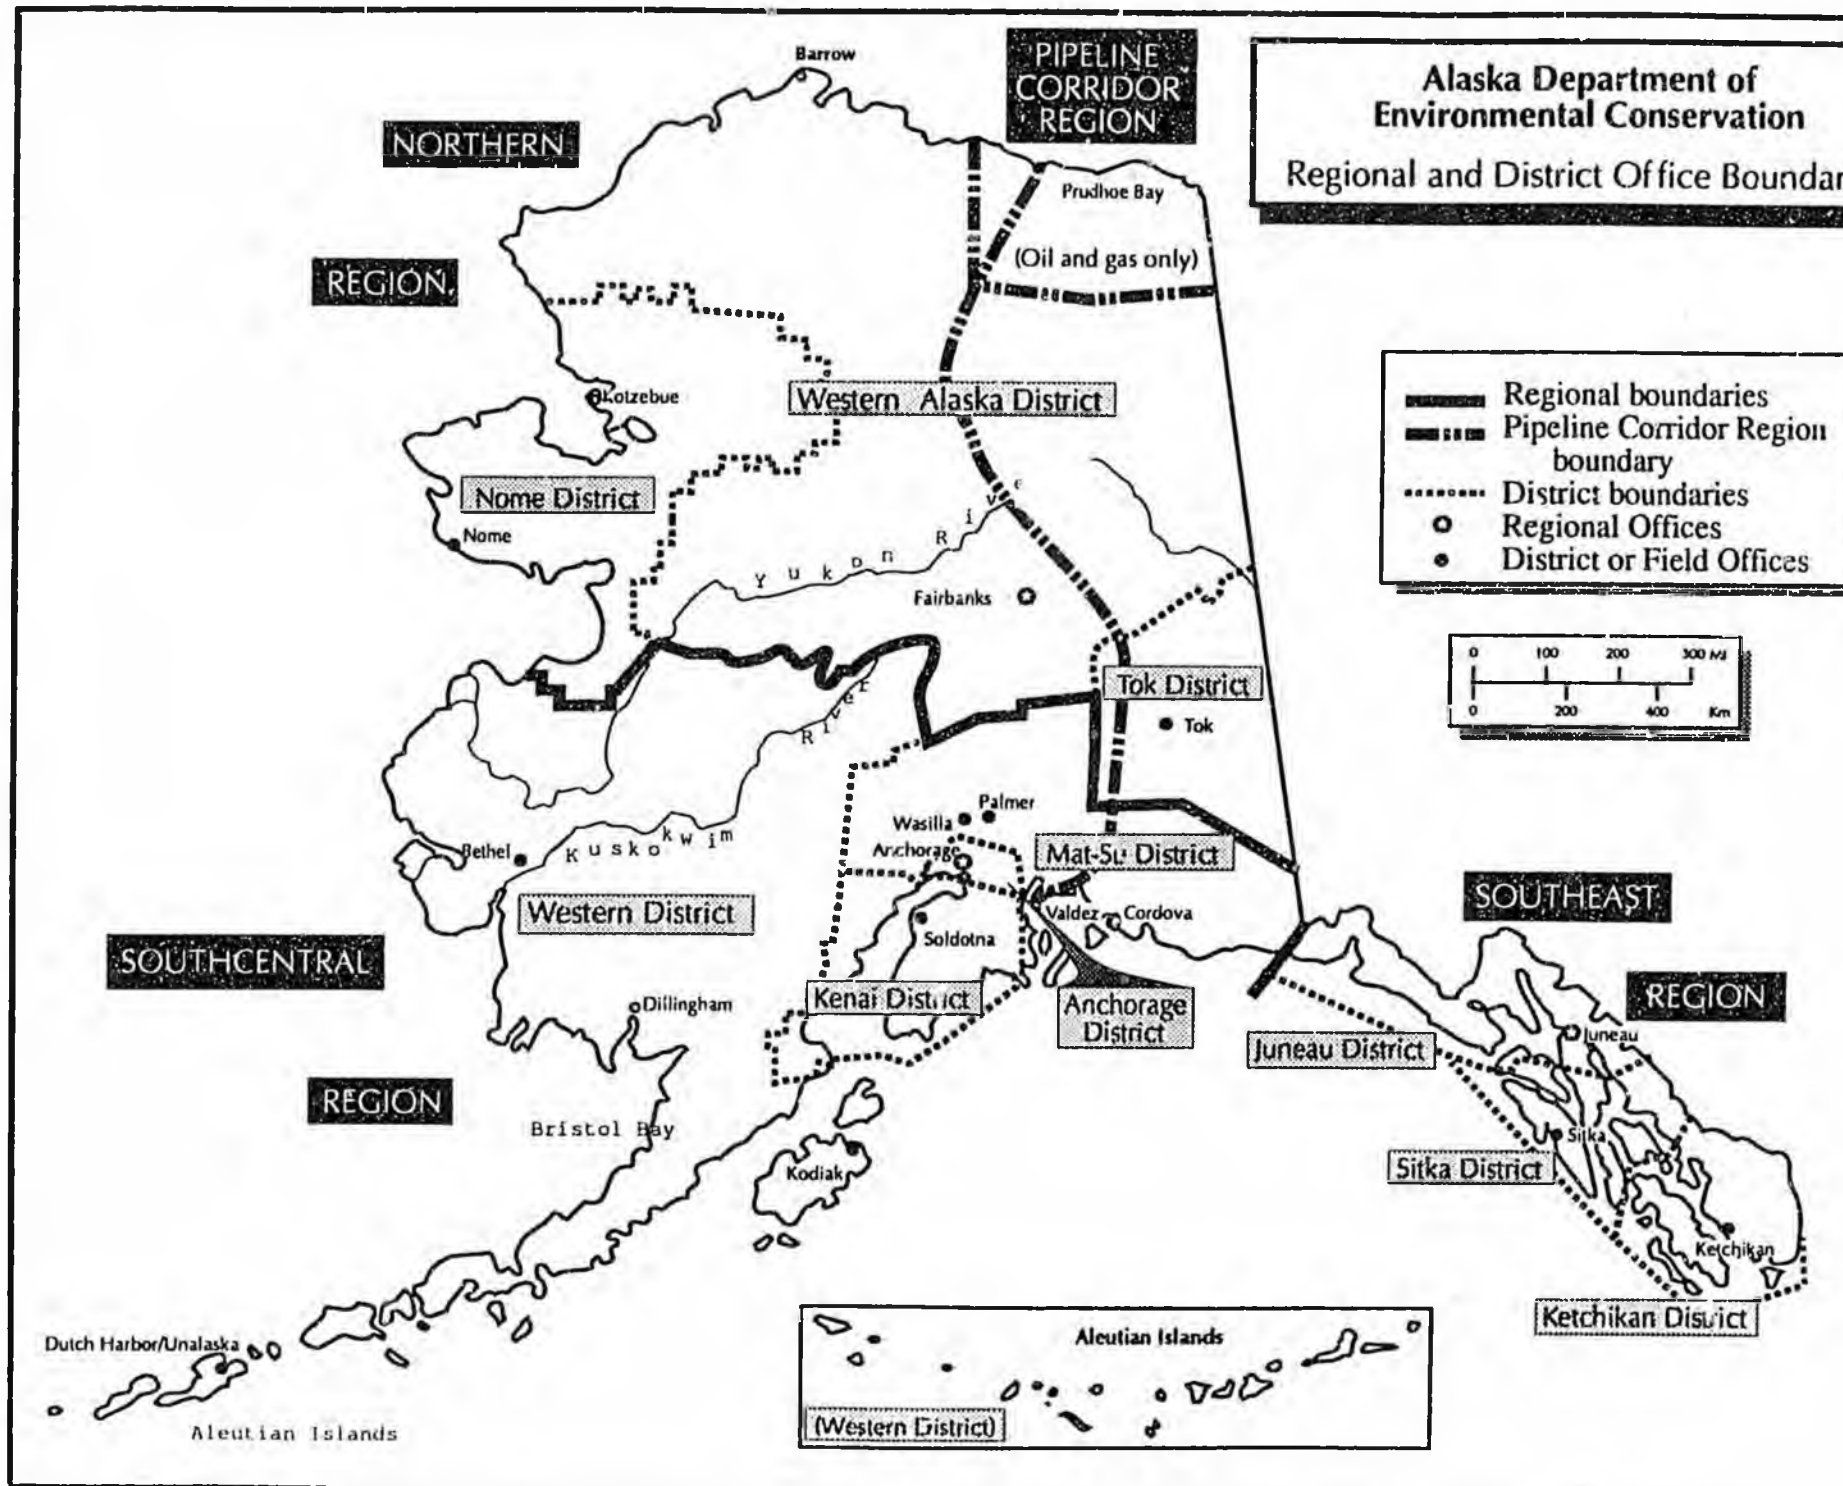 Barrow
PIPELINE
CORRIDOR
REGION
Alaska Department of
Environmental Conservation
Regional and District Office Boundar
NORTHERN
REGION
Prudhoe Bay
(Oil and gas only)
Kotzebue
Western Alaska District
Regional boundaries
Pipeline Corridor Region
boundary
District boundaries
Regional Offices
District or Field Offices
Nome District
Nome
Yukon Rive
Fairbanks
0 100 200 300 Mi
0 200 400 Km
Tok District
Tok
Kuskokwim River
Palmer
Wasilla
Anchorage
Mat-Su District
Bethel
Western District
Valdez
Cordova
Soldotna
SOUTHEAST
REGION
SOUTHCENTRAL
REGION
Kenai District
Dillingham
Anchorage
District
Juneau District
Juneau
Bristol Bay
Kodiak
Sitka
Sitka District
Ketchikan
Ketchikan District
Dutch Harbor/Unalaska
Aleutian Islands
Aleutian Islands
(Western District)